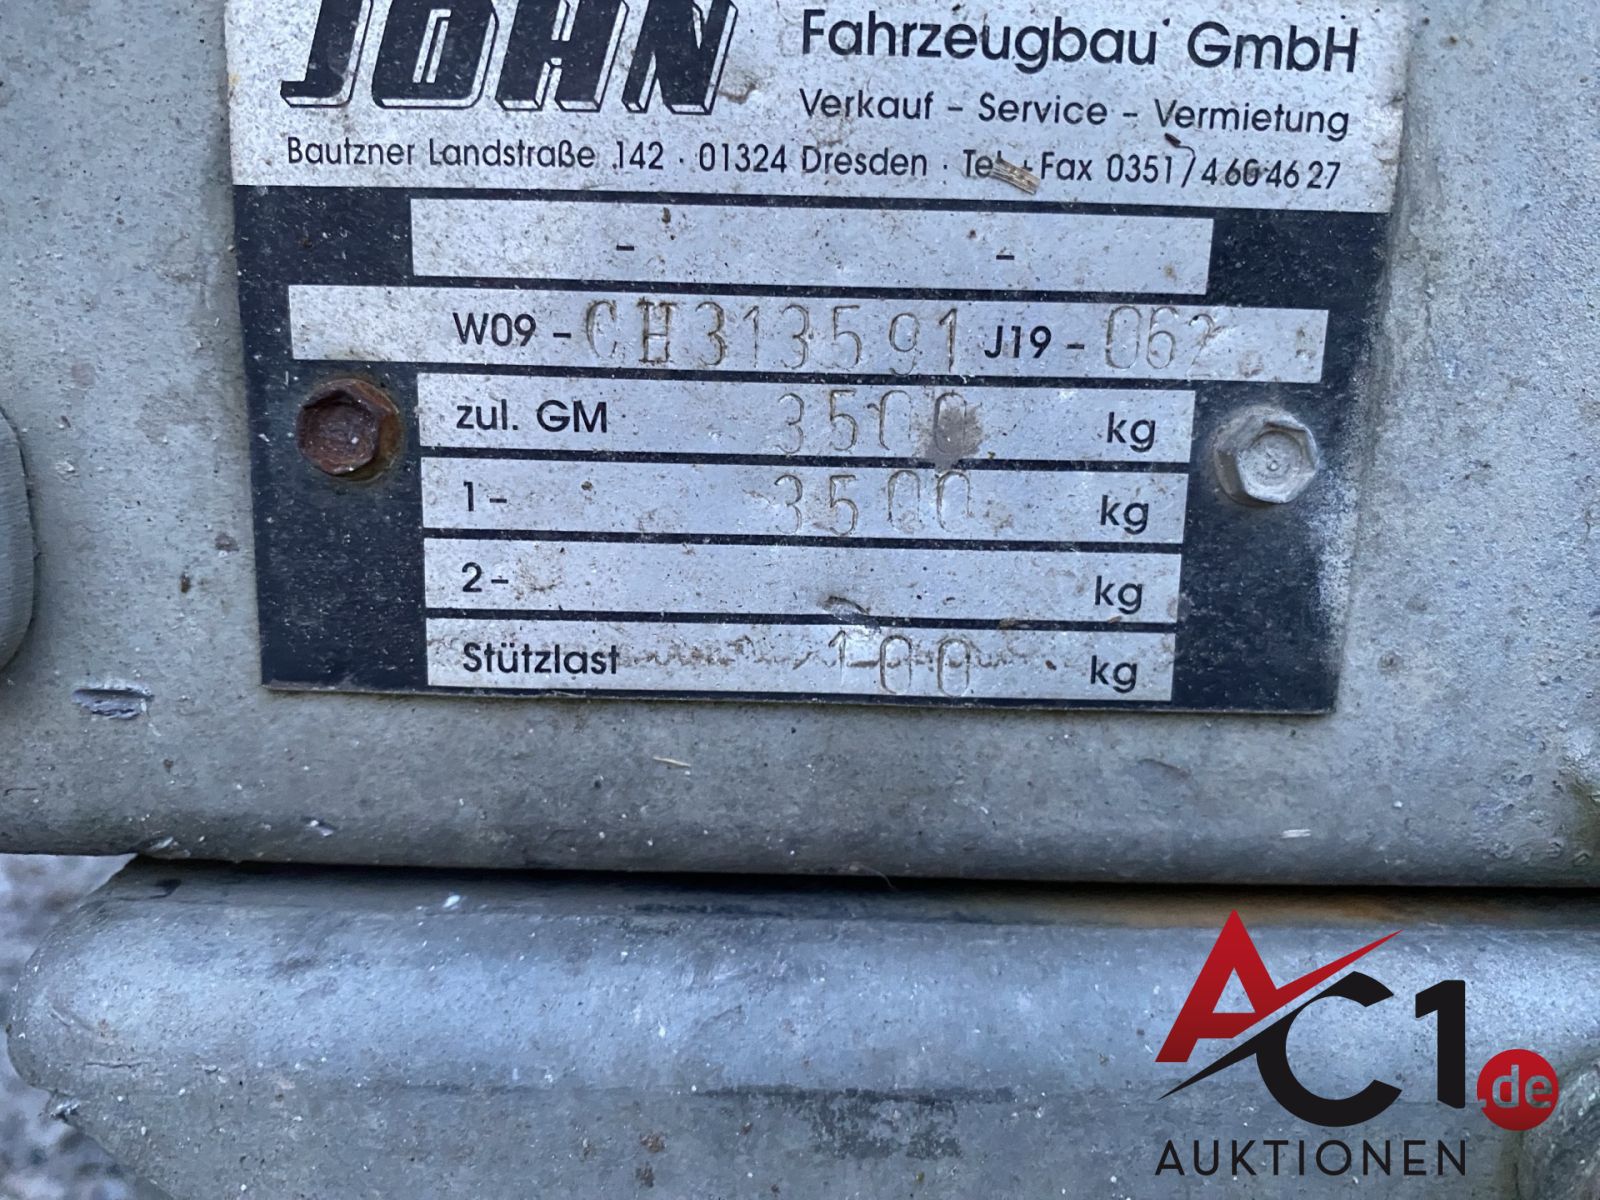 JOHN Fahrzeugbau GmbH
Verkauf - Service - Vermietung
Bautzner Landstraße 142 · 01324 Dresden · Tel. + Fax 0351/4604627
- -
W09 - CH313591 J19 - 062
zul. GM 3500 kg
1- 3500 kg
2- kg
Stützlast 100 kg
AC1.de
AUKTIONEN